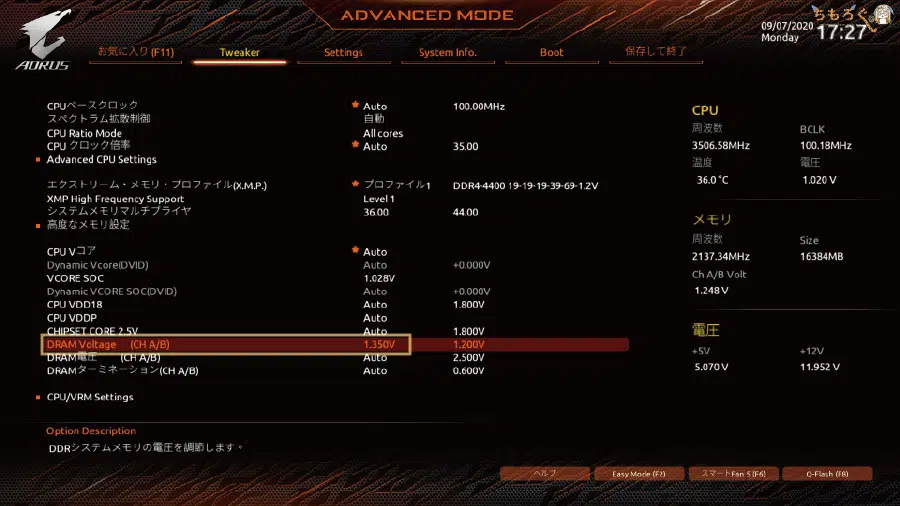 ADVANCED MODE
ちもろぐ
09/07/2020
Monday
17:27
AORUS
お気に入り(F11) Tweaker Settings System Info. Boot 保存して終了
CPUベースクロック Auto 100.00MHz
スペクトラム拡散制御 自動
CPU Ratio Mode All cores
CPU クロック倍率 Auto 35.00
Advanced CPU Settings
エクストリーム・メモリ・プロファイル(X.M.P.) プロファイル1 DDR4-4400 19-19-19-39-69-1.2V
XMP High Frequency Support Level 1
システムメモリマルチプライヤ 36.00 44.00
高度なメモリ設定
CPU Vコア Auto
Dynamic Vcore(DVID) Auto +0.000V
VCORE SOC 1.028V
Dynamic VCORE SOC(DVID) Auto +0.000V
CPU VDD18 Auto 1.800V
CPU VDDP Auto
CHIPSET CORE 2.5V Auto 1.800V
DRAM Voltage (CH A/B) 1.350V 1.200V
DRAM電圧 (CH A/B) Auto 2.500V
DRAMターミネーション(CH A/B) Auto 0.600V
CPU/VRM Settings
CPU
周波数 BCLK
3506.58MHz 100.18MHz
温度 電圧
36.0 °C 1.020 V
メモリ
周波数 Size
2137.34MHz 16384MB
Ch A/B Volt
1.248 V
電圧
+5V +12V
5.070 V 11.952 V
Option Description
DDRシステムメモリの電圧を調節します。
ヘルプ Easy Mode (F2) スマートFan 5 (F6) Q-Flash (F8)